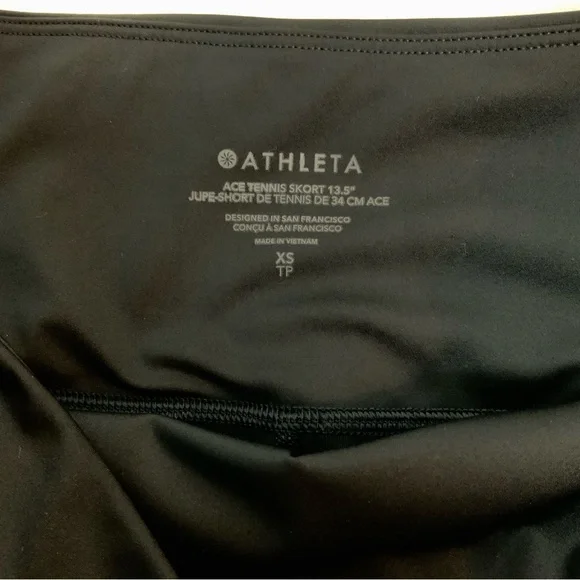 ATHLETA
ACE TENNIS SKORT 13.5"
JUPE-SHORT DE TENNIS DE 34 CM ACE
DESIGNED IN SAN FRANCISCO
CONÇU À SAN FRANCISCO
MADE IN VIETNAM
XS
TP